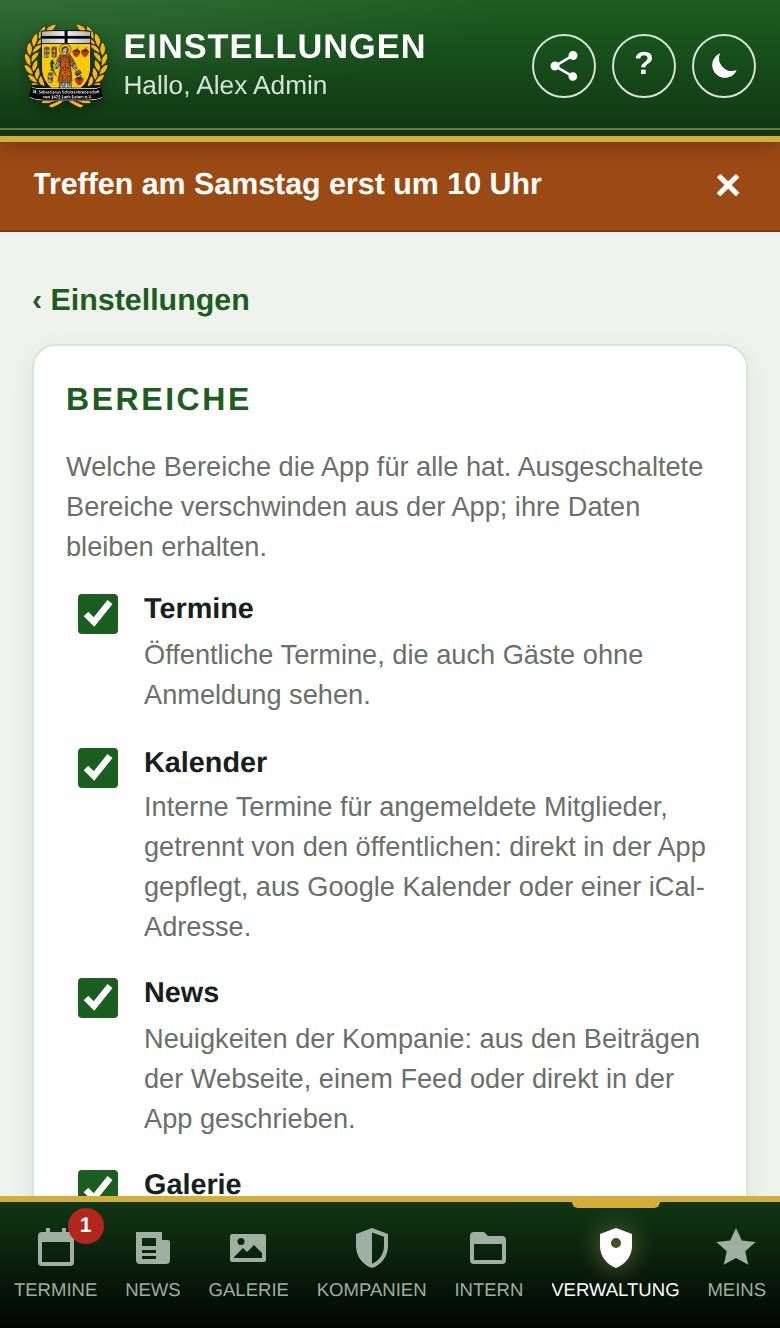 EINSTELLUNGEN
Hallo, Alex Admin
?
Treffen am Samstag erst um 10 Uhr
×
‹ Einstellungen
BEREICHE
Welche Bereiche die App für alle hat. Ausgeschaltete
Bereiche verschwinden aus der App; ihre Daten
bleiben erhalten.
Termine
Öffentliche Termine, die auch Gäste ohne
Anmeldung sehen.
Kalender
Interne Termine für angemeldete Mitglieder,
getrennt von den öffentlichen: direkt in der App
gepflegt, aus Google Kalender oder einer iCal-
Adresse.
News
Neuigkeiten der Kompanie: aus den Beiträgen
der Webseite, einem Feed oder direkt in der
App geschrieben.
Galerie
1
TERMINE NEWS GALERIE KOMPANIEN INTERN VERWALTUNG MEINS